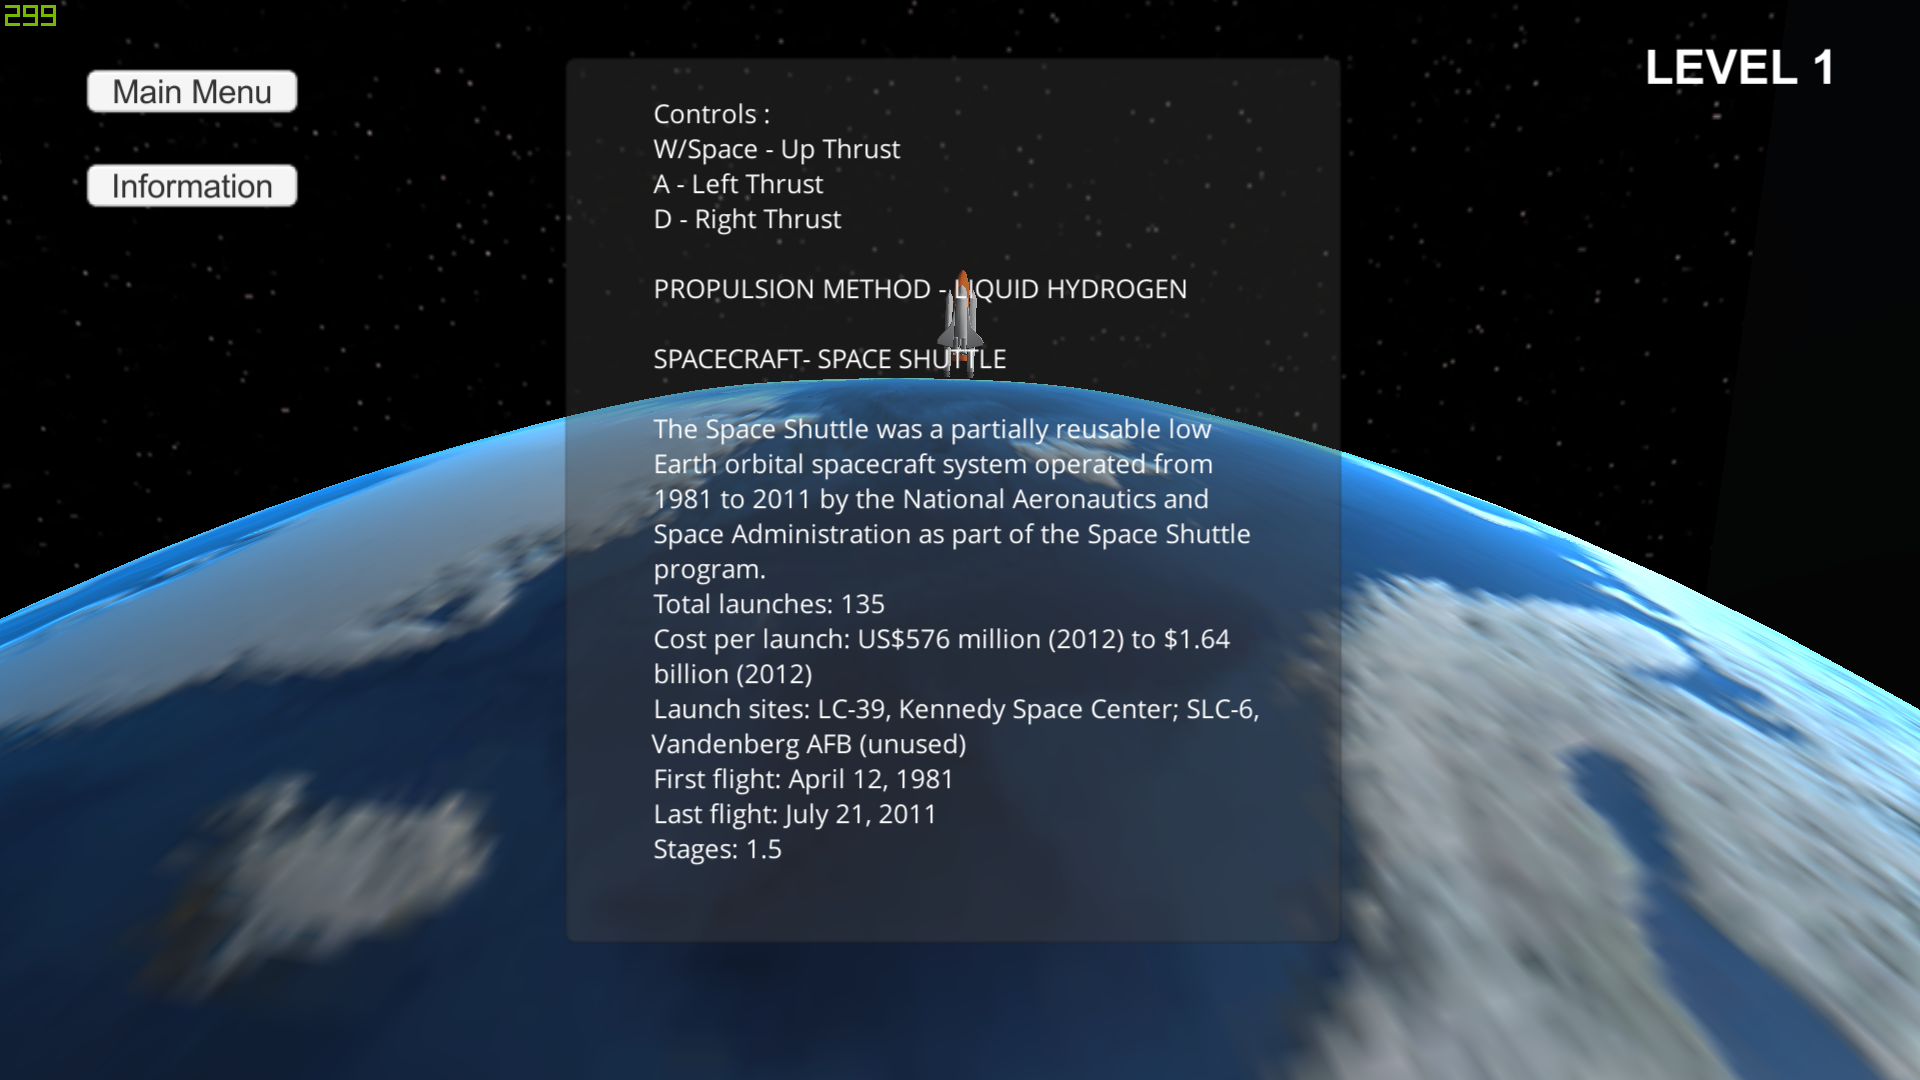 299
Main Menu
Information
LEVEL 1
Controls :
W/Space - Up Thrust
A - Left Thrust
D - Right Thrust
PROPULSION METHOD - LIQUID HYDROGEN
SPACECRAFT- SPACE SHUTTLE
The Space Shuttle was a partially reusable low
Earth orbital spacecraft system operated from
1981 to 2011 by the National Aeronautics and
Space Administration as part of the Space Shuttle
program.
Total launches: 135
Cost per launch: US$576 million (2012) to $1.64
billion (2012)
Launch sites: LC-39, Kennedy Space Center; SLC-6,
Vandenberg AFB (unused)
First flight: April 12, 1981
Last flight: July 21, 2011
Stages: 1.5